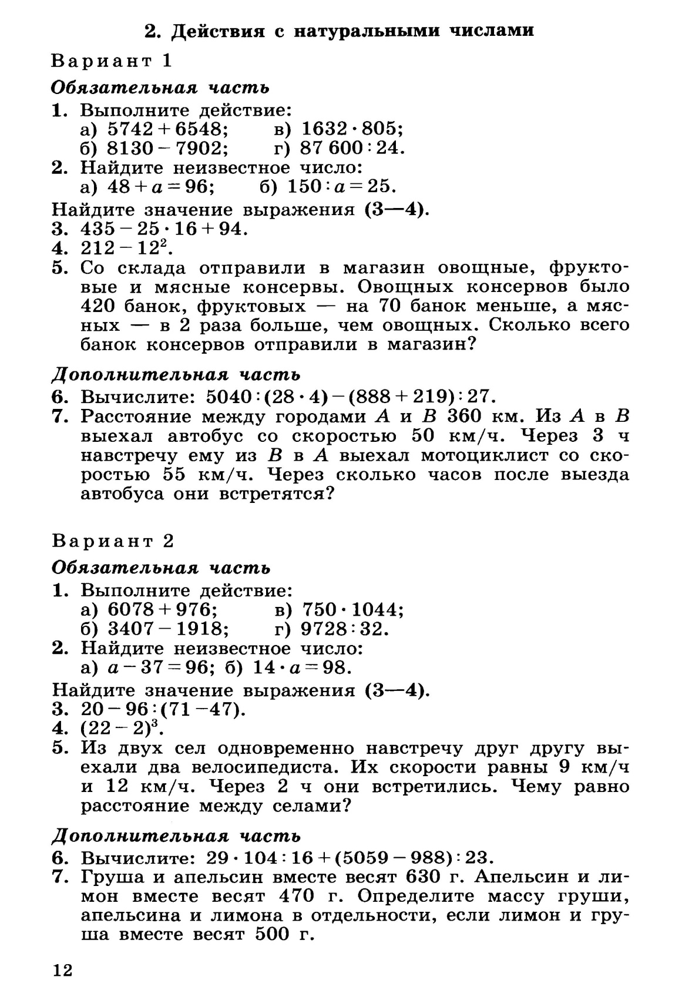 2. Действия с натуральными числами
Вариант 1
Обязательная часть
1. Выполните действие:
а) 5742 + 6548; в) 1632 · 805;
б) 8130 − 7902; г) 87 600 : 24.
2. Найдите неизвестное число:
а) 48 + a = 96; б) 150 : a = 25.
Найдите значение выражения (3—4).
3. 435 − 25 · 16 + 94.
4. 212 − 12².
5. Со склада отправили в магазин овощные, фрукто-
вые и мясные консервы. Овощных консервов было
420 банок, фруктовых — на 70 банок меньше, а мяс-
ных — в 2 раза больше, чем овощных. Сколько всего
банок консервов отправили в магазин?
Дополнительная часть
6. Вычислите: 5040 : (28 · 4) − (888 + 219) : 27.
7. Расстояние между городами A и B 360 км. Из A в B
выехал автобус со скоростью 50 км/ч. Через 3 ч
навстречу ему из B в A выехал мотоциклист со ско-
ростью 55 км/ч. Через сколько часов после выезда
автобуса они встретятся?
Вариант 2
Обязательная часть
1. Выполните действие:
а) 6078 + 976; в) 750 · 1044;
б) 3407 − 1918; г) 9728 : 32.
2. Найдите неизвестное число:
а) a − 37 = 96; б) 14 · a = 98.
Найдите значение выражения (3—4).
3. 20 − 96 : (71 − 47).
4. (22 − 2)³.
5. Из двух сел одновременно навстречу друг другу вы-
ехали два велосипедиста. Их скорости равны 9 км/ч
и 12 км/ч. Через 2 ч они встретились. Чему равно
расстояние между селами?
Дополнительная часть
6. Вычислите: 29 · 104 : 16 + (5059 − 988) : 23.
7. Груша и апельсин вместе весят 630 г. Апельсин и ли-
мон вместе весят 470 г. Определите массу груши,
апельсина и лимона в отдельности, если лимон и гру-
ша вместе весят 500 г.
12